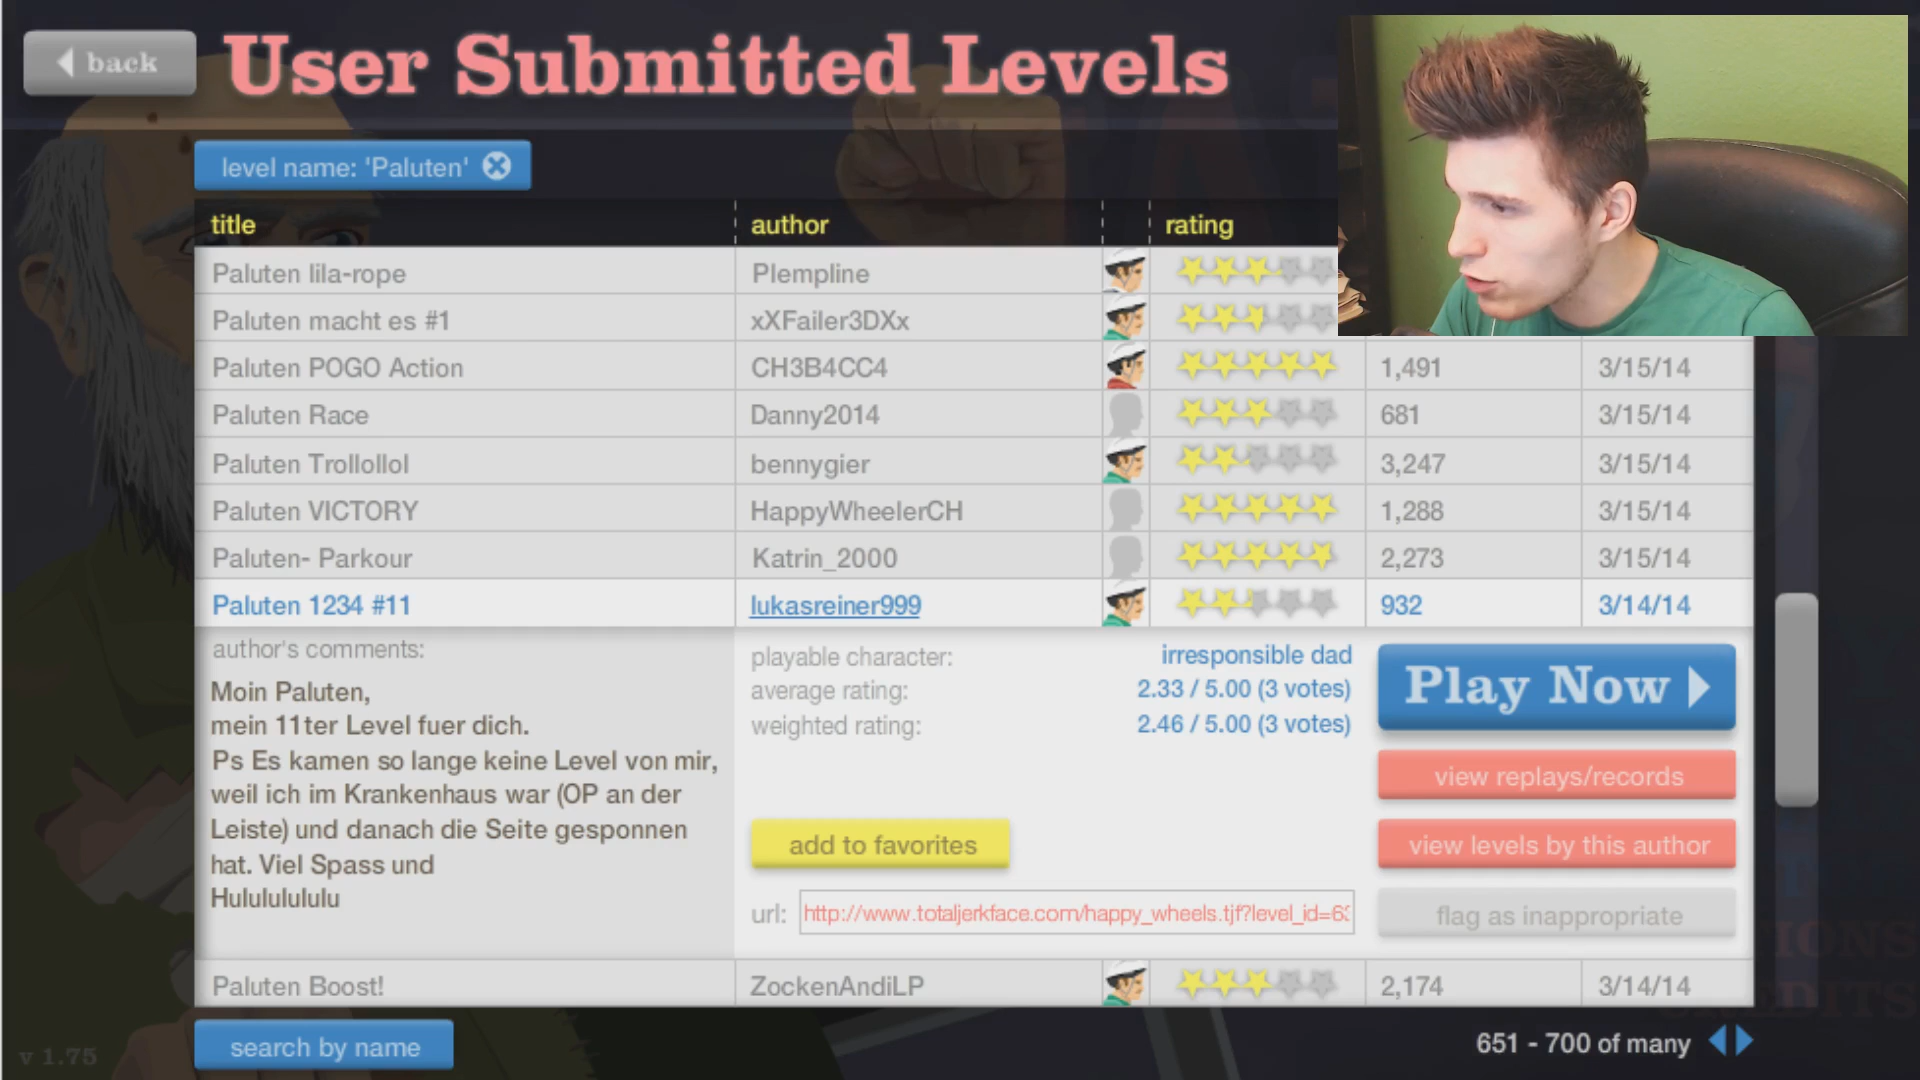 back
User Submitted Levels
level name: 'Paluten'
title author rating
Paluten lila-rope Plempline
Paluten macht es #1 xXFailer3DXx
Paluten POGO Action CH3B4CC4 1,491 3/15/14
Paluten Race Danny2014 681 3/15/14
Paluten Trollollol bennygier 3,247 3/15/14
Paluten VICTORY HappyWheelerCH 1,288 3/15/14
Paluten- Parkour Katrin_2000 2,273 3/15/14
Paluten 1234 #11 lukasreiner999 932 3/14/14
author's comments:
Moin Paluten,
mein 11ter Level fuer dich.
Ps Es kamen so lange keine Level von mir,
weil ich im Krankenhaus war (OP an der
Leiste) und danach die Seite gesponnen
hat. Viel Spass und
Hulululululu
playable character: irresponsible dad
average rating: 2.33 / 5.00 (3 votes)
weighted rating: 2.46 / 5.00 (3 votes)
add to favorites
url: http://www.totaljerkface.com/happy_wheels.tjf?level_id=63
Play Now
view replays/records
view levels by this author
flag as inappropriate
Paluten Boost! ZockenAndiLP 2,174 3/14/14
v 1.75
search by name
651 - 700 of many